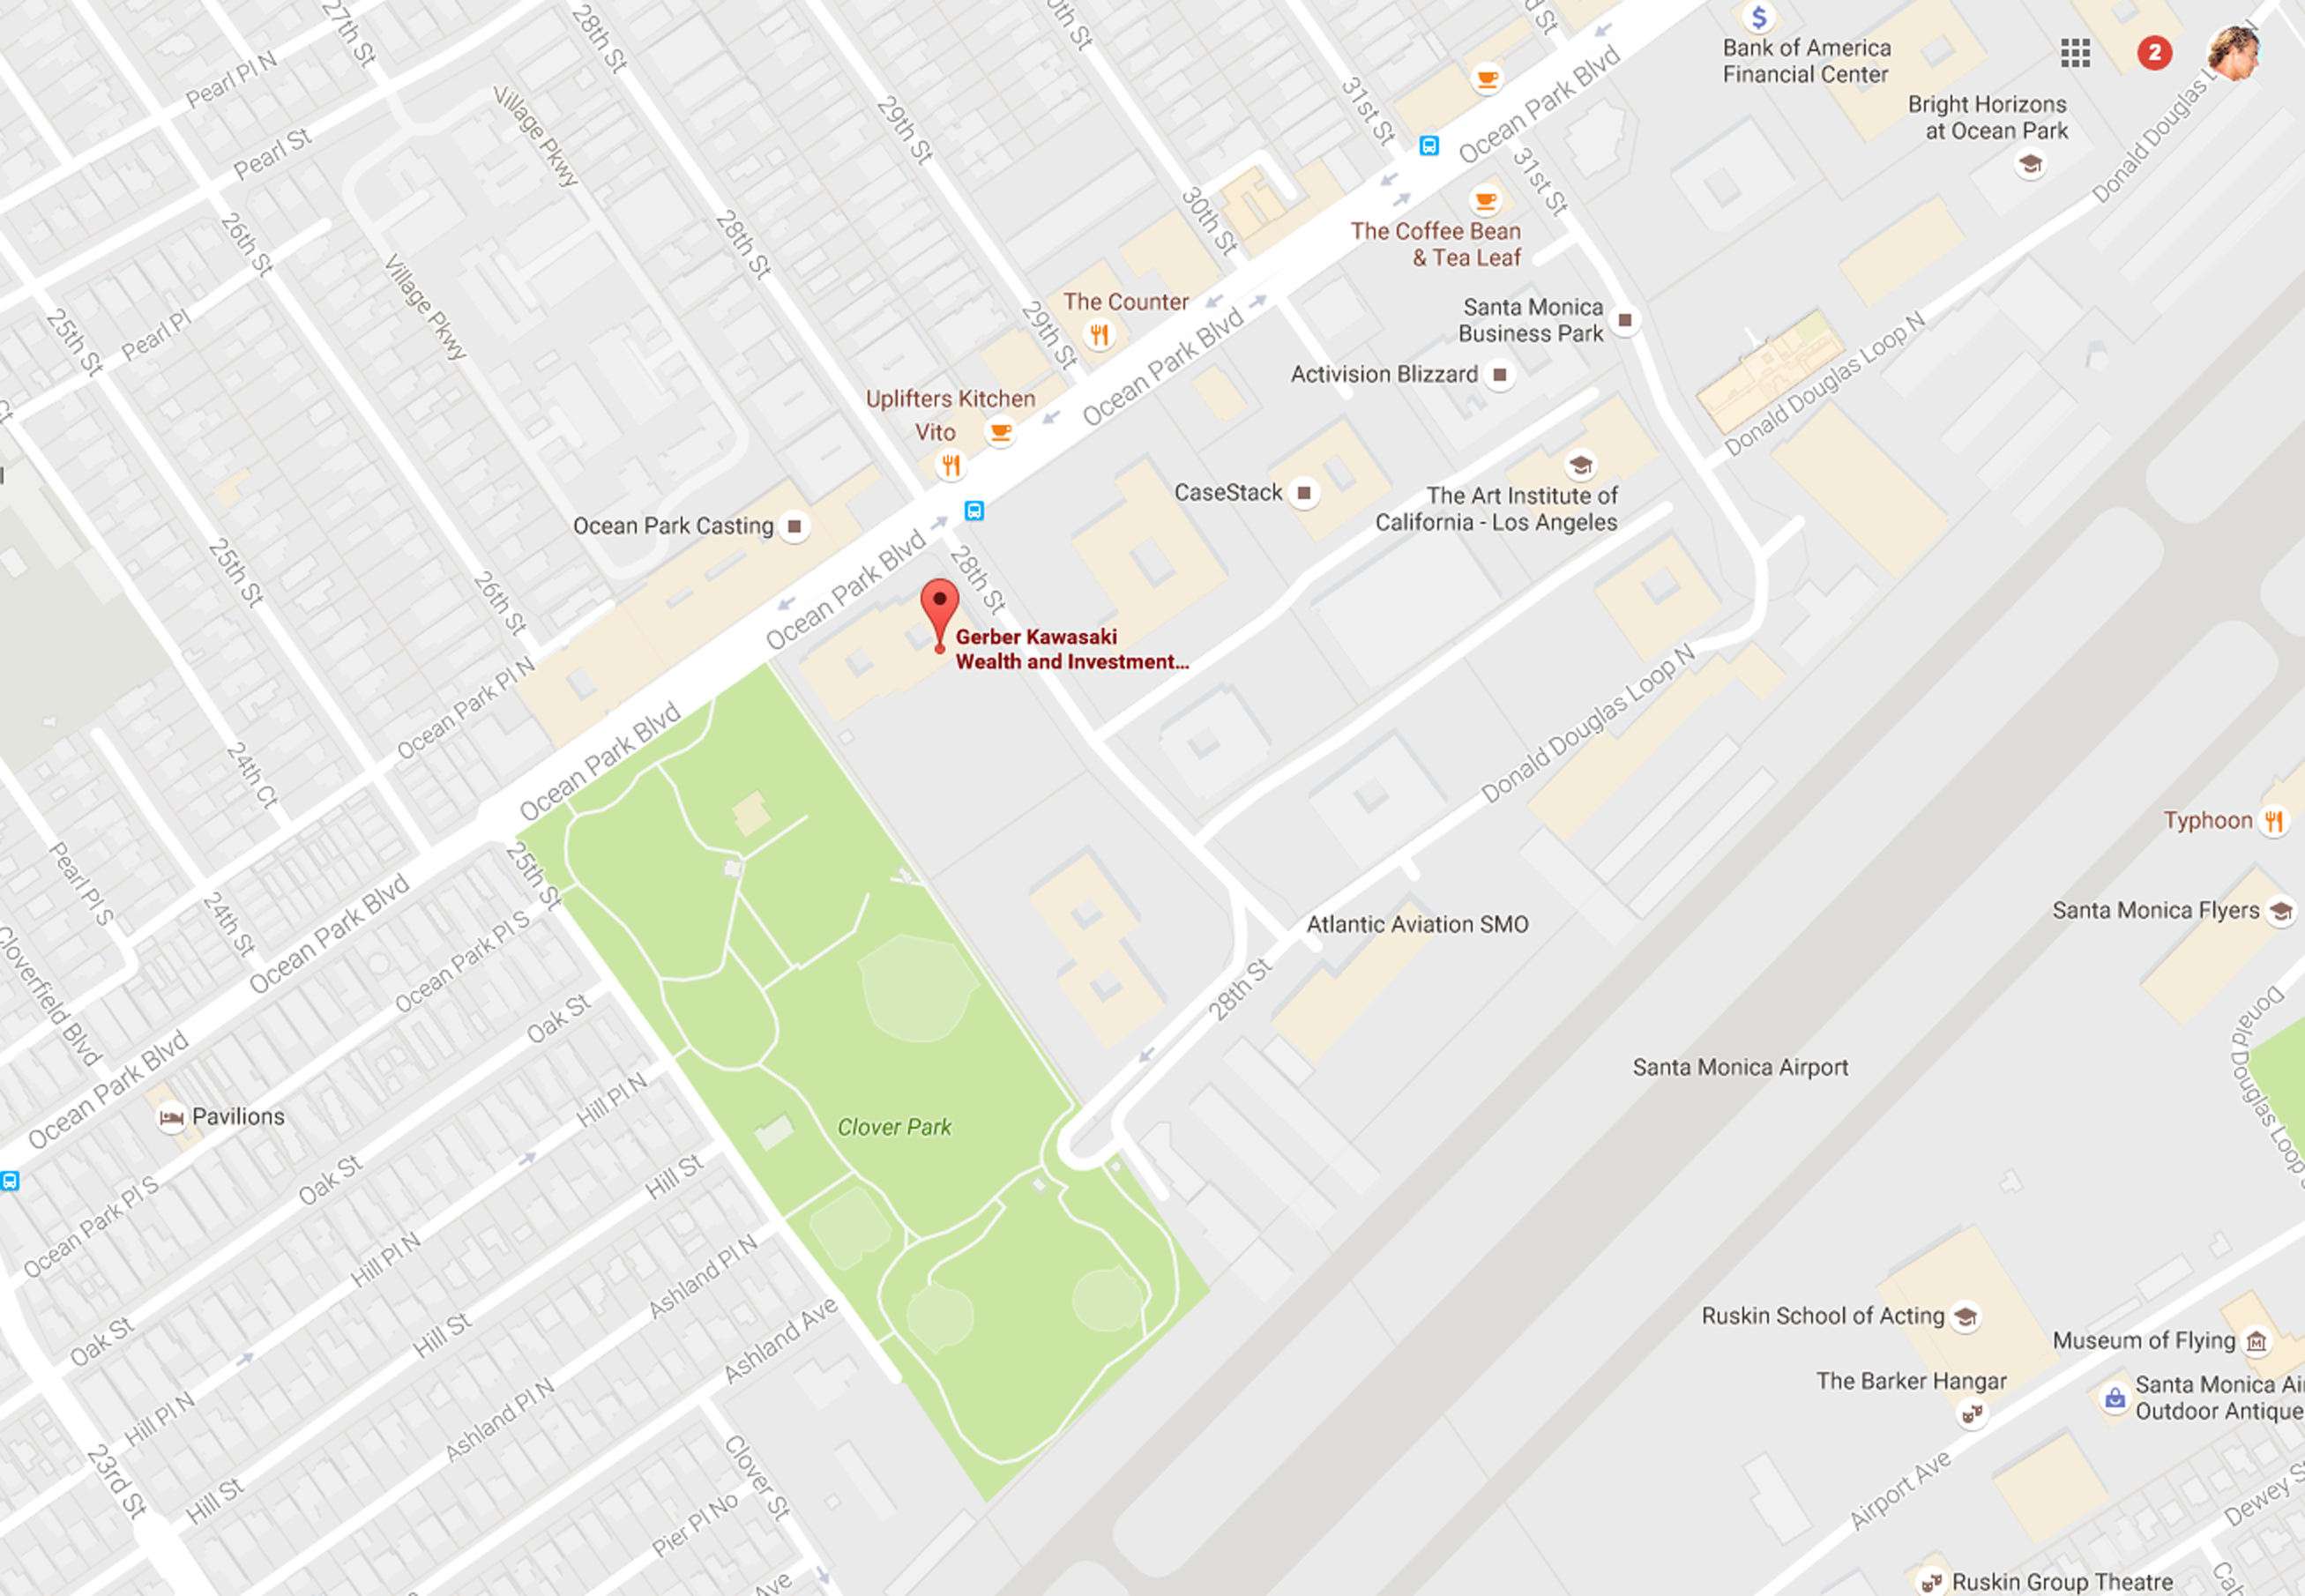 27th St
28th St
0th St
d St
Pearl Pl N
Village Pkwy
29th St
31st St
Ocean Park Blvd
Bank of America
Financial Center
2
Bright Horizons
at Ocean Park
Donald Douglas L
N
Pearl St
26th St
28th St
30th St
31st St
The Coffee Bean
& Tea Leaf
Village Pkwy
25th St
Pearl Pl
29th St
The Counter
Ocean Park Blvd
Santa Monica
Business Park
Activision Blizzard
Donald Douglas Loop N
Ct
Uplifters Kitchen
Vito
CaseStack
The Art Institute of
California - Los Angeles
Ocean Park Casting
25th St
26th St
Ocean Park Blvd
28th St
Gerber Kawasaki
Wealth and Investment...
Ocean Park Pl N
Ocean Park Blvd
Donald Douglas Loop N
24th Ct
Typhoon
Pearl Pl S
25th St
24th St
Ocean Park Blvd
Ocean Park Pl S
Atlantic Aviation SMO
Santa Monica Flyers
Cloverfield Blvd
Oak St
28th St
Donald Douglas Loop
Ocean Park Blvd
Hill Pl N
Santa Monica Airport
Pavilions
Clover Park
Ocean Park Pl S
Oak St
Hill St
Hill Pl N
Ashland Pl N
Oak St
Hill St
Ashland Ave
Ruskin School of Acting
Museum of Flying
The Barker Hangar
Santa Monica Ai
Outdoor Antique
Hill Pl N
Ashland Pl N
23rd St
Hill St
Clover St
Pier Pl No
Airport Ave
Dewey S
Ave
Ruskin Group Theatre
Ca